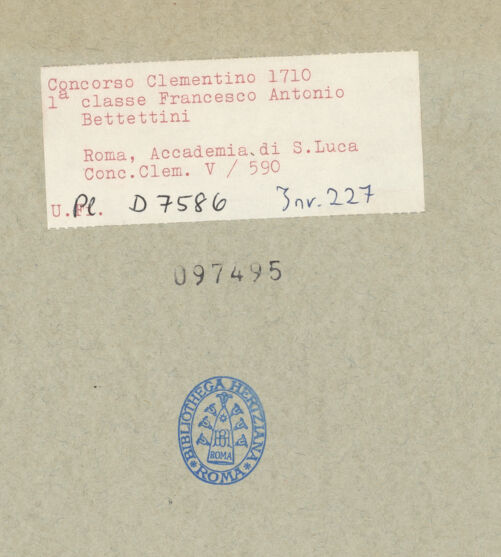 Concorso Clementino 1710
1ª classe Francesco Antonio
Bettettini
Roma, Accademia di S.Luca
Conc.Clem. V / 590
Pl. D 7586 Inv. 227
097495
BIBLIOTHECA HERTZIANA
ROMA
ROMA